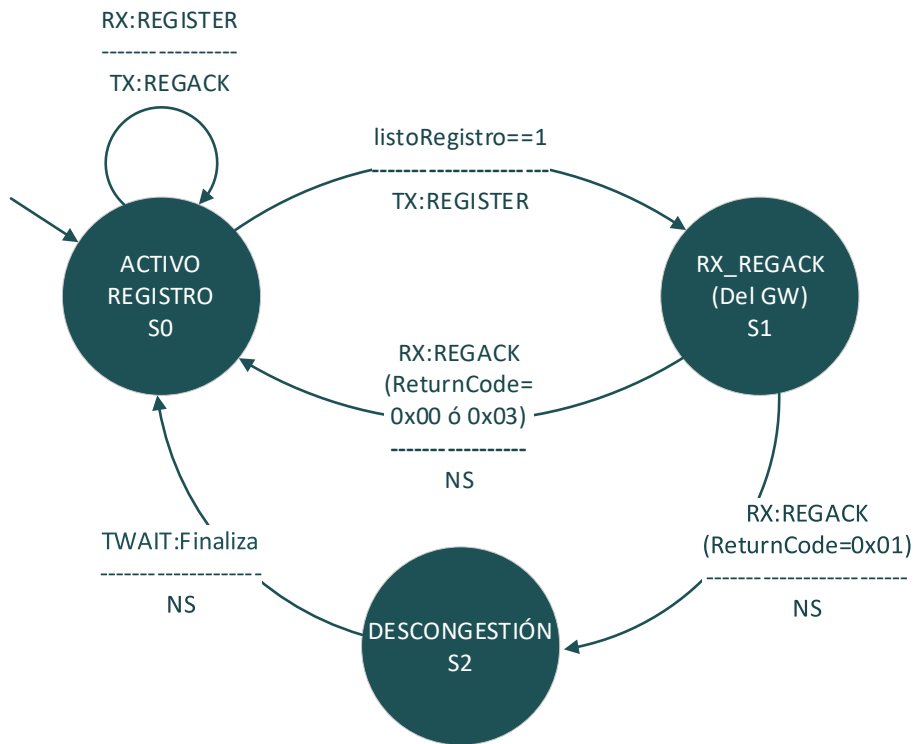 RX:REGISTER
-----------------
TX:REGACK
listoRegistro==1
----------------------
TX:REGISTER
ACTIVO
REGISTRO
S0
RX_REGACK
(Del GW)
S1
RX:REGACK
(ReturnCode=
0x00 ó 0x03)
-----------------
NS
RX:REGACK
(ReturnCode=0x01)
-------------------------
NS
TWAIT:Finaliza
--------------------
NS
DESCONGESTIÓN
S2